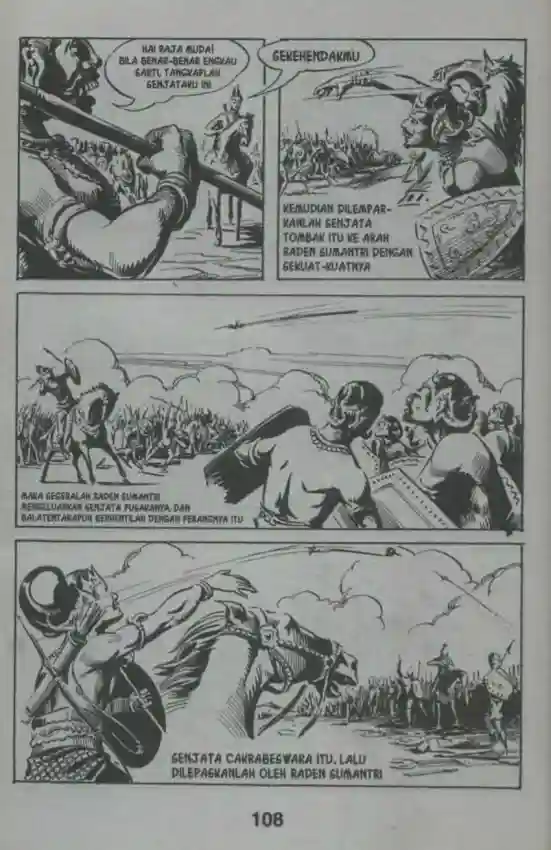 HAI RAJA MUDA!
BILA BENAR-BENAR ENGKAU
SAKTI, TANGKAPLAH
SENJATAKU INI
SEKEHENDAKMU
KEMUDIAN DILEMPAR-
KANLAH SENJATA
TOMBAK ITU KE ARAH
RADEN SUMANTRI DENGAN
SEKUAT-KUATNYA
MAKA SEGERALAH RADEN SUMANTRI
MENGELUARKAN SENJATA PUSAKANYA, DAN
BALATENTARAPUN BERHENTILAH DENGAN PERANGNYA ITU
SENJATA CAKRABESWARA ITU, LALU
DILEPASKANLAH OLEH RADEN SUMANTRI
108